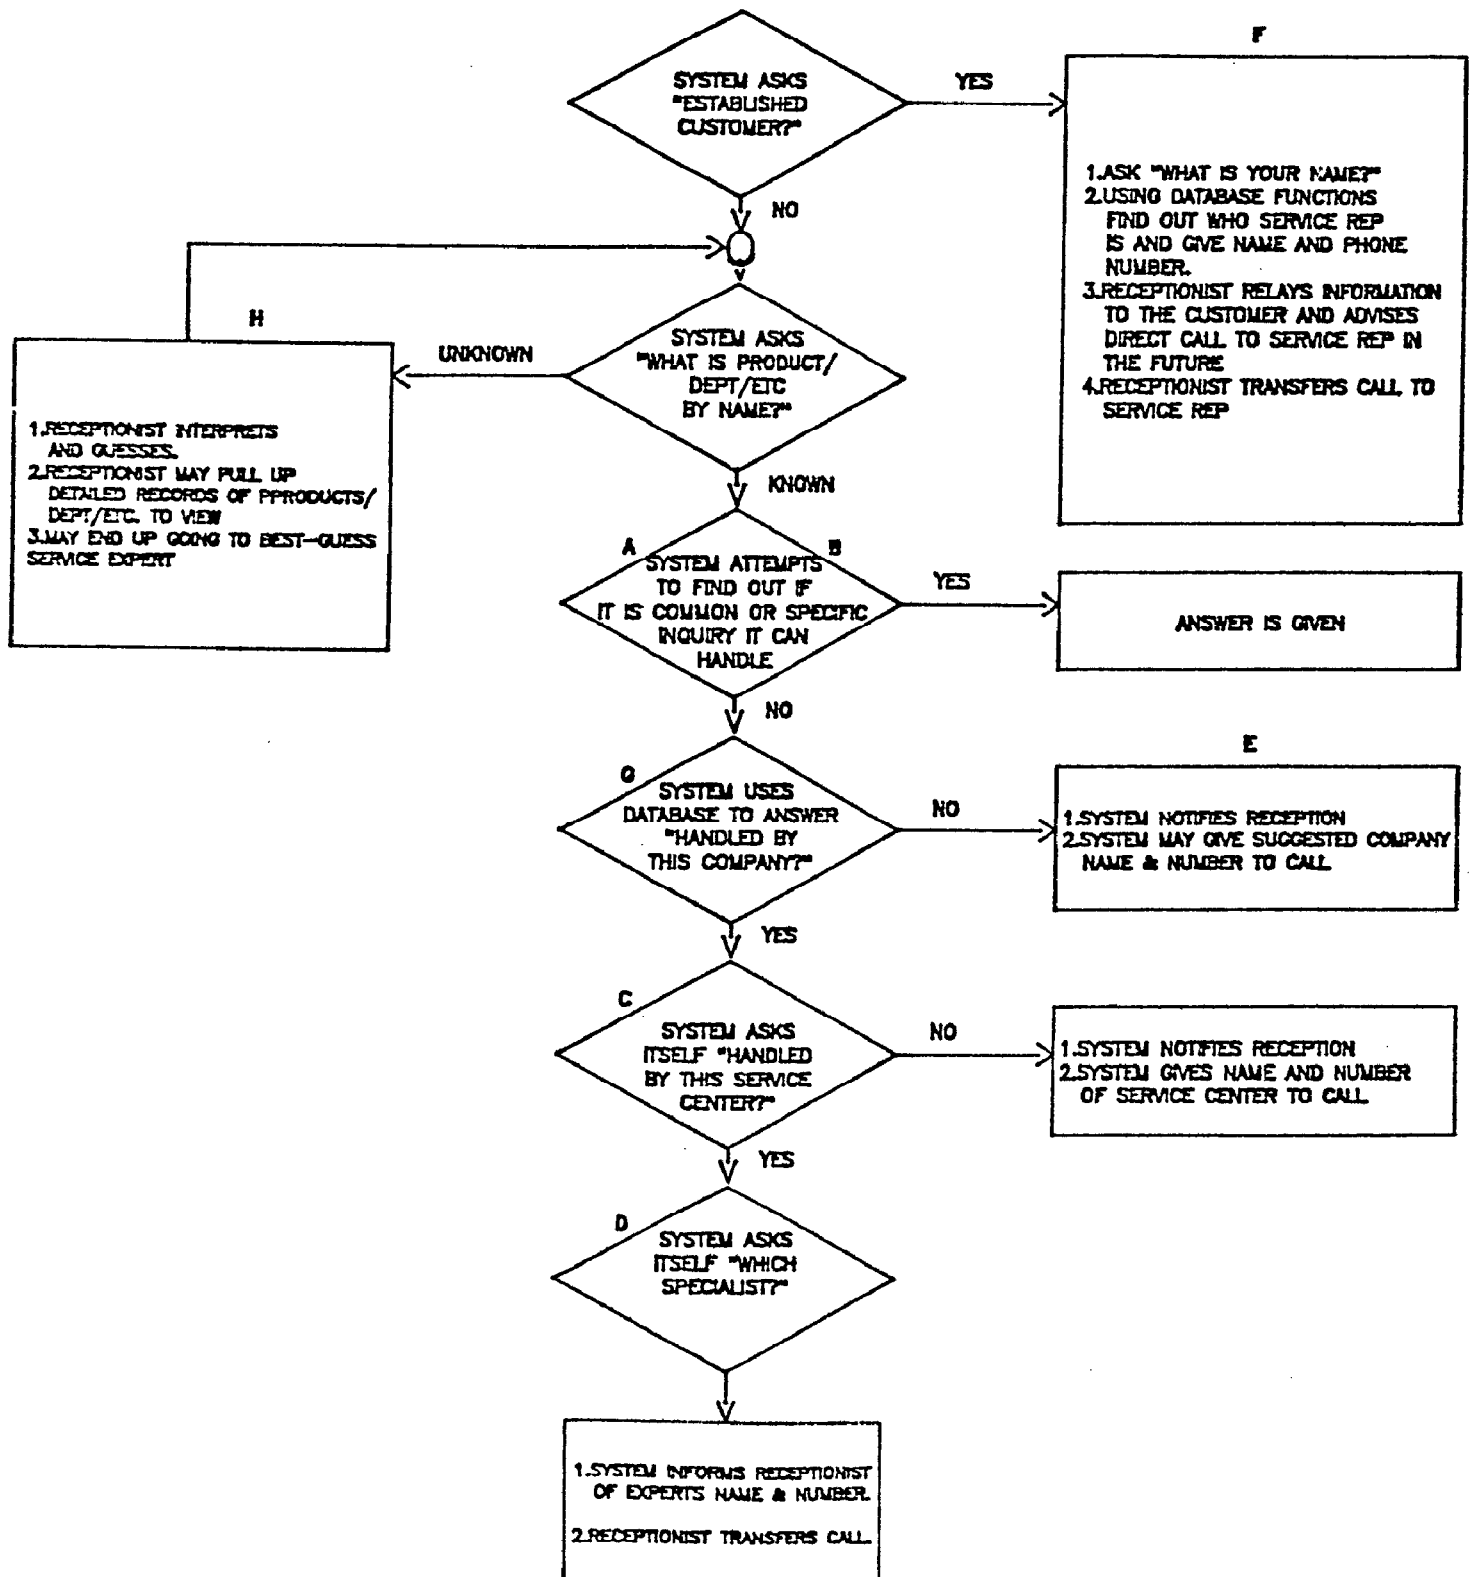 SYSTEM ASKS
"ESTABLISHED
CUSTOMER?"
YES
NO
F
1.ASK "WHAT IS YOUR NAME?"
2.USING DATABASE FUNCTIONS
FIND OUT WHO SERVICE REP
IS AND GIVE NAME AND PHONE
NUMBER.
3.RECEPTIONIST RELAYS INFORMATION
TO THE CUSTOMER AND ADVISES
DIRECT CALL TO SERVICE REP IN
THE FUTURE
4.RECEPTIONIST TRANSFERS CALL TO
SERVICE REP
SYSTEM ASKS
"WHAT IS PRODUCT/
DEPT/ETC
BY NAME?"
UNKNOWN
KNOWN
H
1.RECEPTIONIST INTERPRETS
AND GUESSES.
2.RECEPTIONIST MAY PULL UP
DETAILED RECORDS OF PPRODUCTS/
DEPT/ETC. TO VIEW
3.MAY END UP GOING TO BEST-GUESS
SERVICE EXPERT
A
B
SYSTEM ATTEMPTS
TO FIND OUT IF
IT IS COMMON OR SPECIFIC
INQUIRY IT CAN
HANDLE
YES
NO
ANSWER IS GIVEN
G
SYSTEM USES
DATABASE TO ANSWER
"HANDLED BY
THIS COMPANY?"
NO
YES
E
1.SYSTEM NOTIFIES RECEPTION
2.SYSTEM MAY GIVE SUGGESTED COMPANY
NAME & NUMBER TO CALL
C
SYSTEM ASKS
ITSELF "HANDLED
BY THIS SERVICE
CENTER?"
NO
YES
1.SYSTEM NOTIFIES RECEPTION
2.SYSTEM GIVES NAME AND NUMBER
OF SERVICE CENTER TO CALL
D
SYSTEM ASKS
ITSELF "WHICH
SPECIALIST?"
1.SYSTEM INFORMS RECEPTIONIST
OF EXPERTS NAME & NUMBER.
2.RECEPTIONIST TRANSFERS CALL.